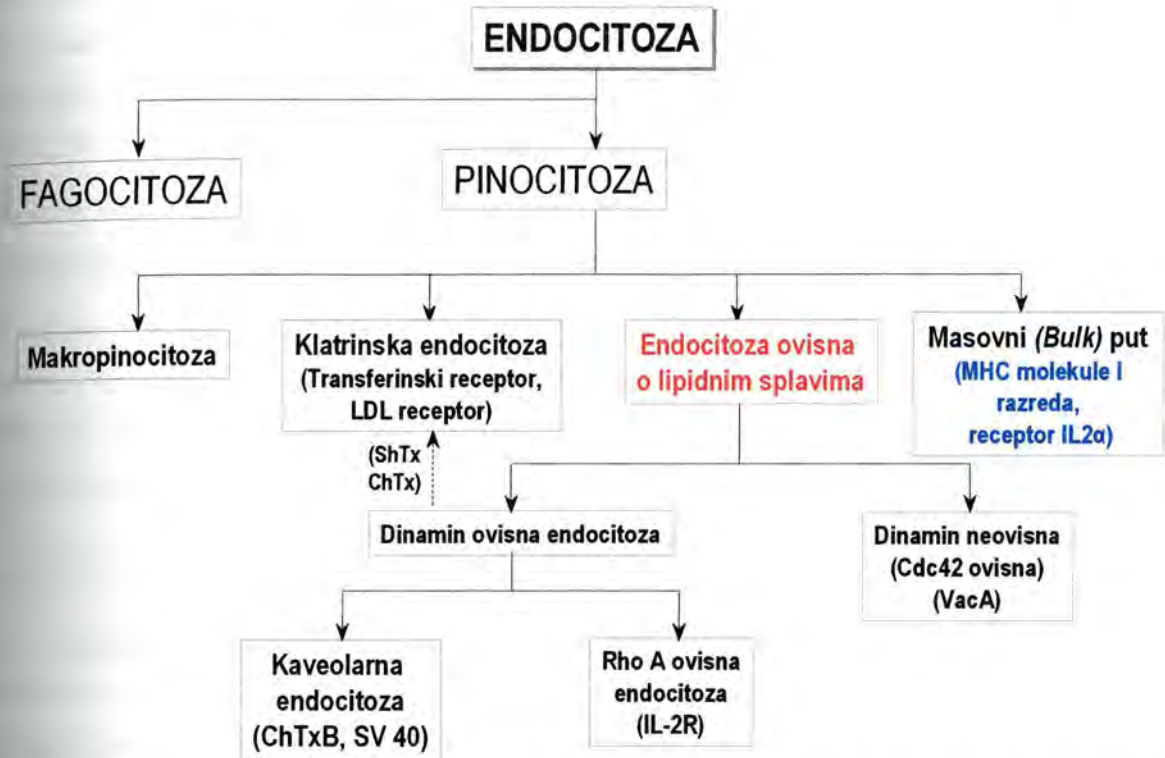 ENDOCITOZA
FAGOCITOZA
PINOCITOZA
Makropinocitoza
Klatrinska endocitoza
(Transferinski receptor,
LDL receptor)
Endocitoza ovisna
o lipidnim splavima
Masovni (Bulk) put
(MHC molekule I
razreda,
receptor IL2α)
(ShTx
ChTx)
Dinamin ovisna endocitoza
Dinamin neovisna
(Cdc42 ovisna)
(VacA)
Kaveolarna
endocitoza
(ChTxB, SV 40)
Rho A ovisna
endocitoza
(IL-2R)